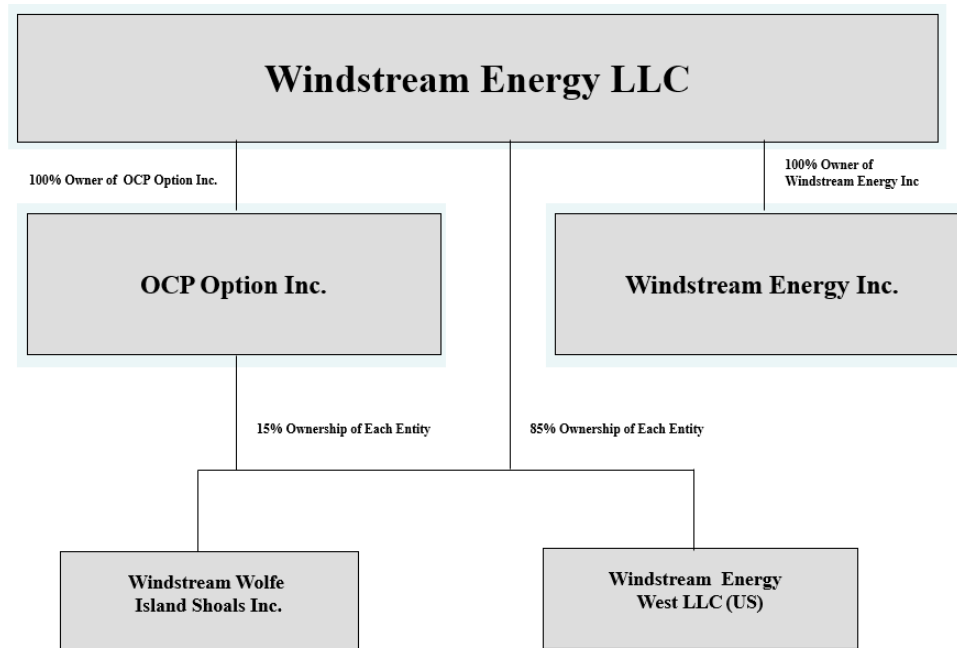 Windstream Energy LLC
100% Owner of OCP Option Inc.
100% Owner of
Windstream Energy Inc
OCP Option Inc.
Windstream Energy Inc.
15% Ownership of Each Entity
85% Ownership of Each Entity
Windstream Wolfe
Island Shoals Inc.
Windstream Energy
West LLC (US)